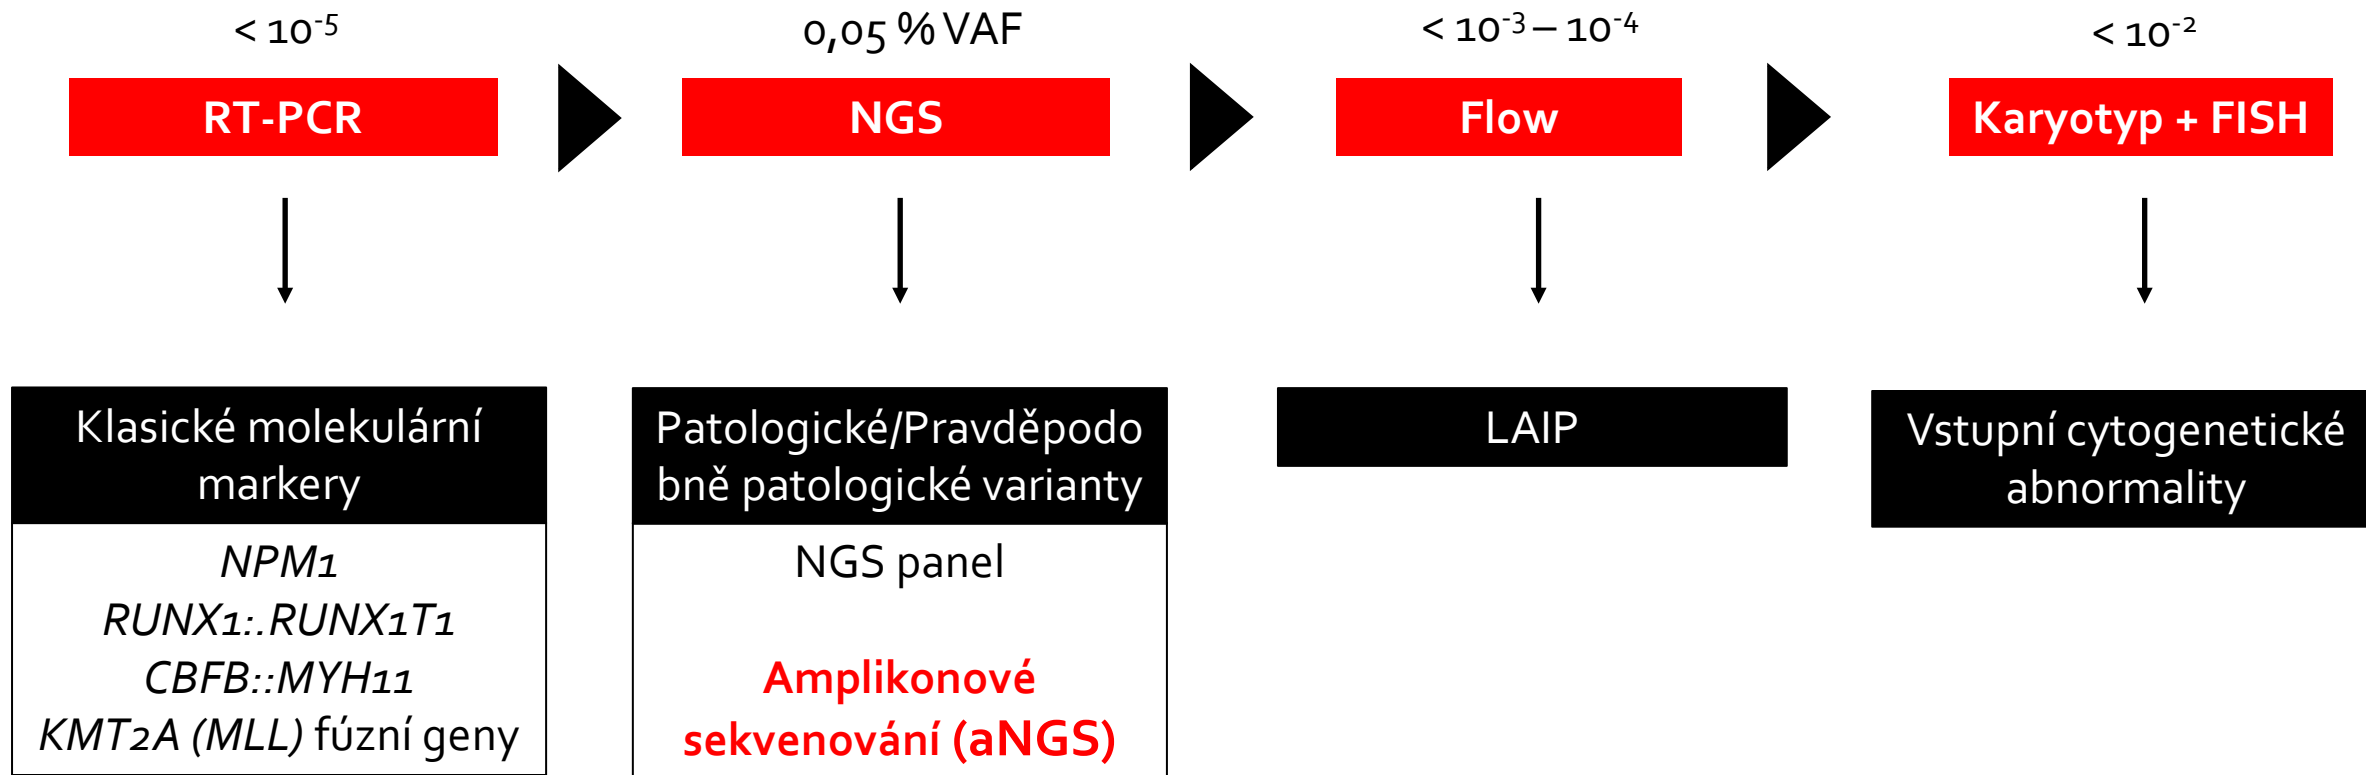 < 10⁻⁵
0,05 % VAF
< 10⁻³ – 10⁻⁴
< 10⁻²
RT-PCR
NGS
Flow
Karyotyp + FISH
Klasické molekulární
markery
NPM1
RUNX1:.RUNX1T1
CBFB::MYH11
KMT2A (MLL) fúzní geny
Patologické/Pravděpodo
bně patologické varianty
NGS panel
Amplikonové
sekvenování (aNGS)
LAIP
Vstupní cytogenetické
abnormality